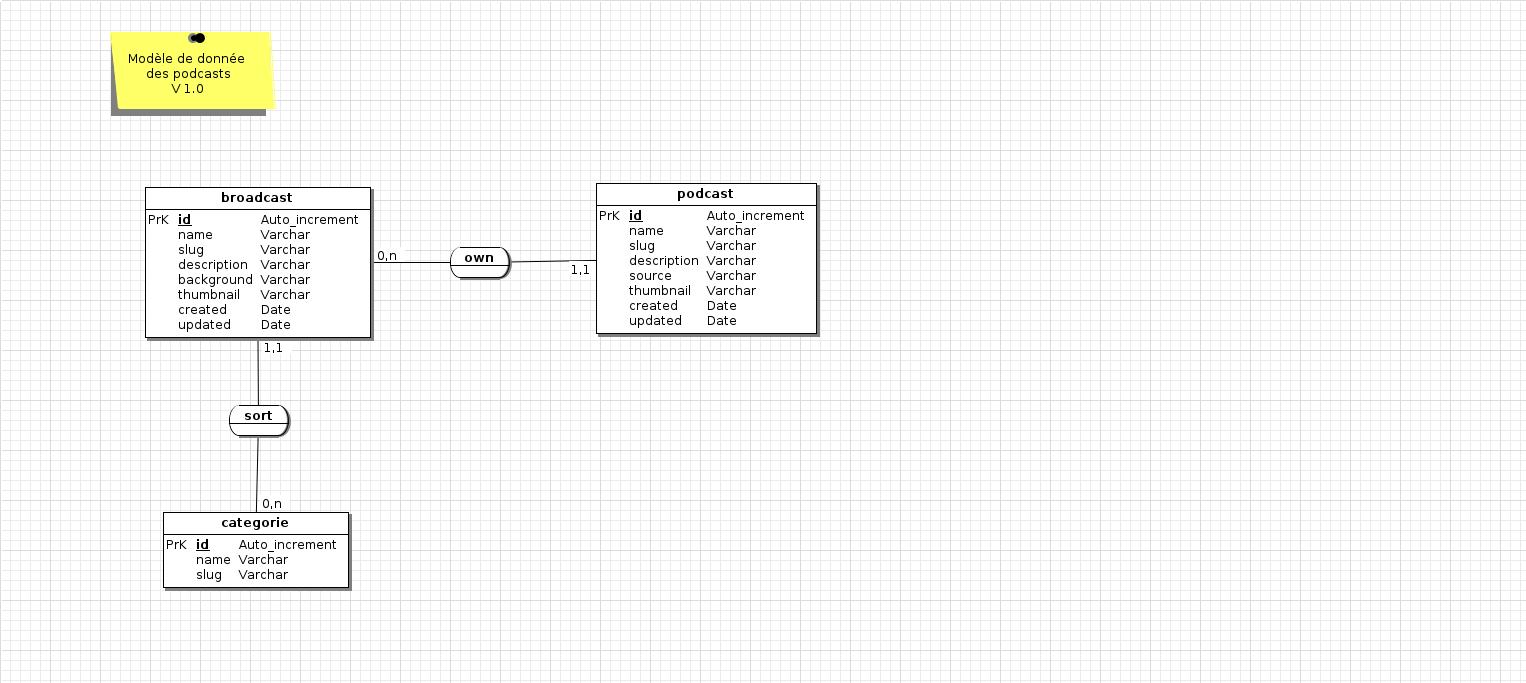 Modèle de donnée
des podcasts
V 1.0
broadcast
PrK id Auto_increment
name Varchar
slug Varchar
description Varchar
background Varchar
thumbnail Varchar
created Date
updated Date
0,n
own
1,1
podcast
PrK id Auto_increment
name Varchar
slug Varchar
description Varchar
source Varchar
thumbnail Varchar
created Date
updated Date
1,1
sort
0,n
categorie
PrK id Auto_increment
name Varchar
slug Varchar